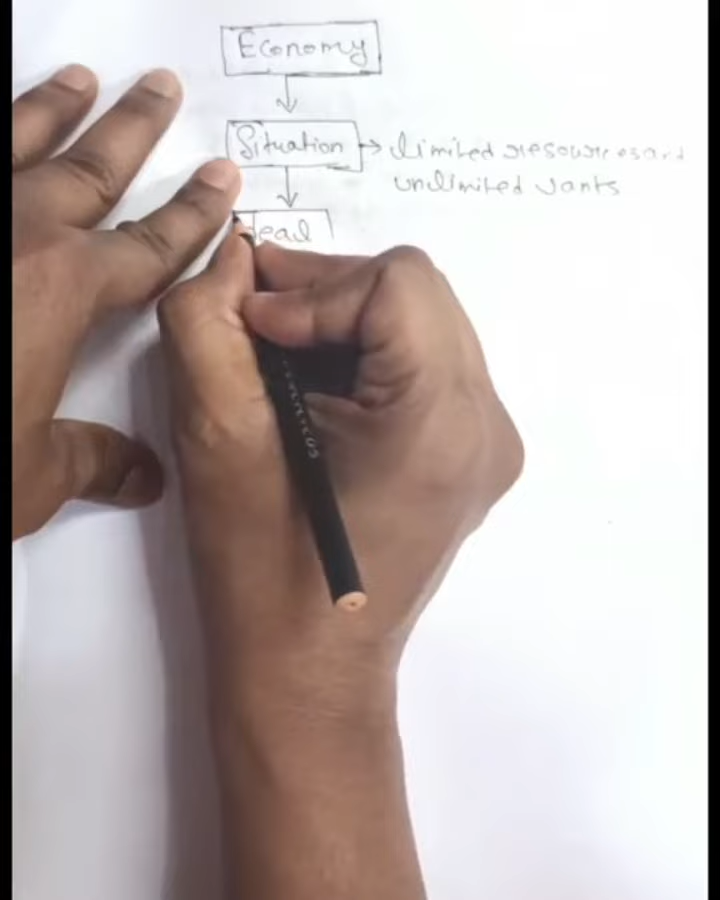 Economy
Situation → limited resources and
unlimited wants